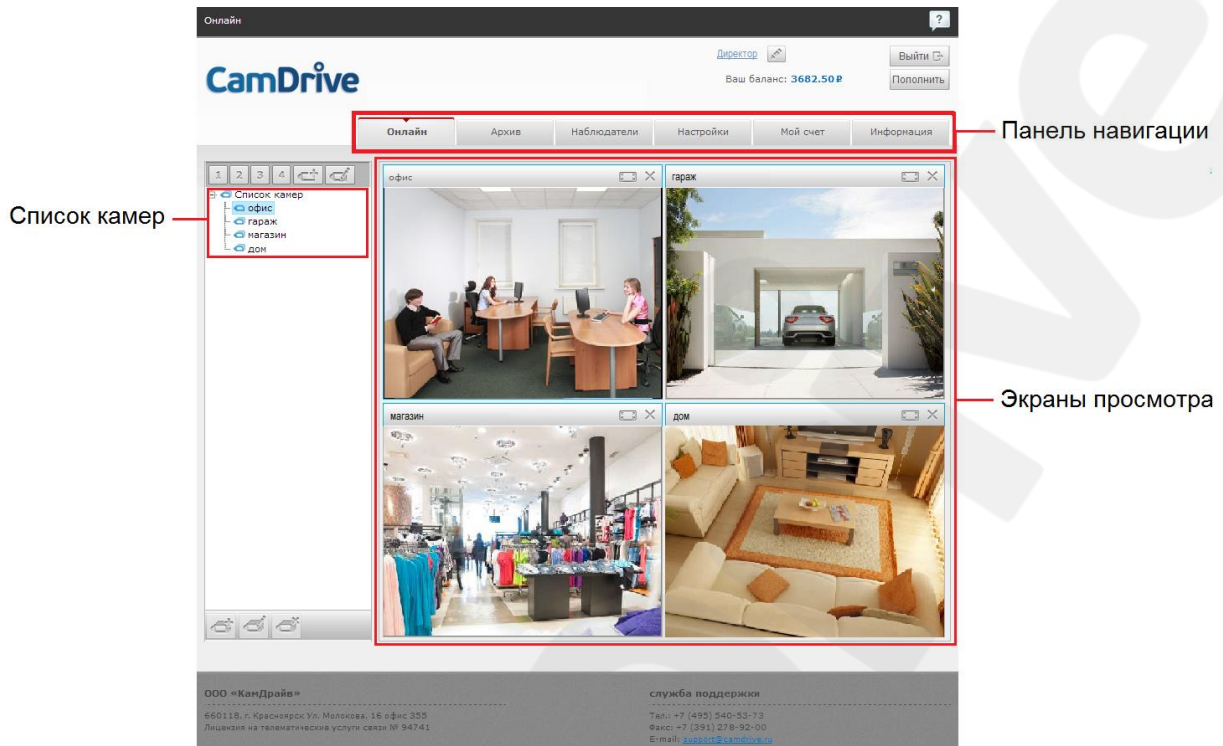 Онлайн
?
CamDrive
Директор
Выйти
Ваш баланс: 3682.50 ₽
Пополнить
Онлайн Архив Наблюдатели Настройки Мой счет Информация
Панель навигации
1 2 3 4
Список камер
офис
гараж
магазин
дом
Список камер
офис
гараж
Экраны просмотра
магазин
дом
ООО «КамДрайв»
служба поддержки
660118, г. Красноярск Ул. Молокова, 16 офис 355
Лицензия на телематические услуги связи № 94741
Тел.: +7 (495) 540-53-73
Факс: +7 (391) 278-92-00
E-mail: support@camdrive.ru